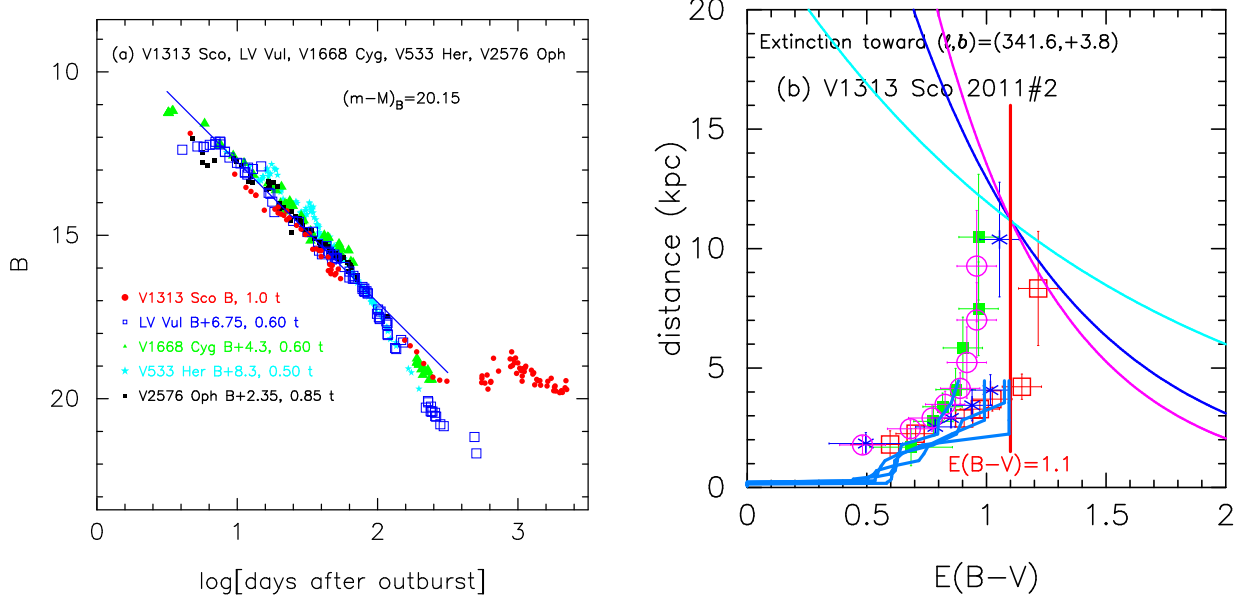 (a) V1313 Sco, LV Vul, V1668 Cyg, V533 Her, V2576 Oph
(m−M)B=20.15
10
15
20
B
V1313 Sco B, 1.0 t
LV Vul B+6.75, 0.60 t
V1668 Cyg B+4.3, 0.60 t
V533 Her B+8.3, 0.50 t
V2576 Oph B+2.35, 0.85 t
0 1 2 3
log[days after outburst]
Extinction toward (ℓ,b)=(341.6,+3.8)
(b) V1313 Sco 2011#2
20
15
10
5
0
distance (kpc)
E(B−V)=1.1
0 0.5 1 1.5 2
E(B−V)